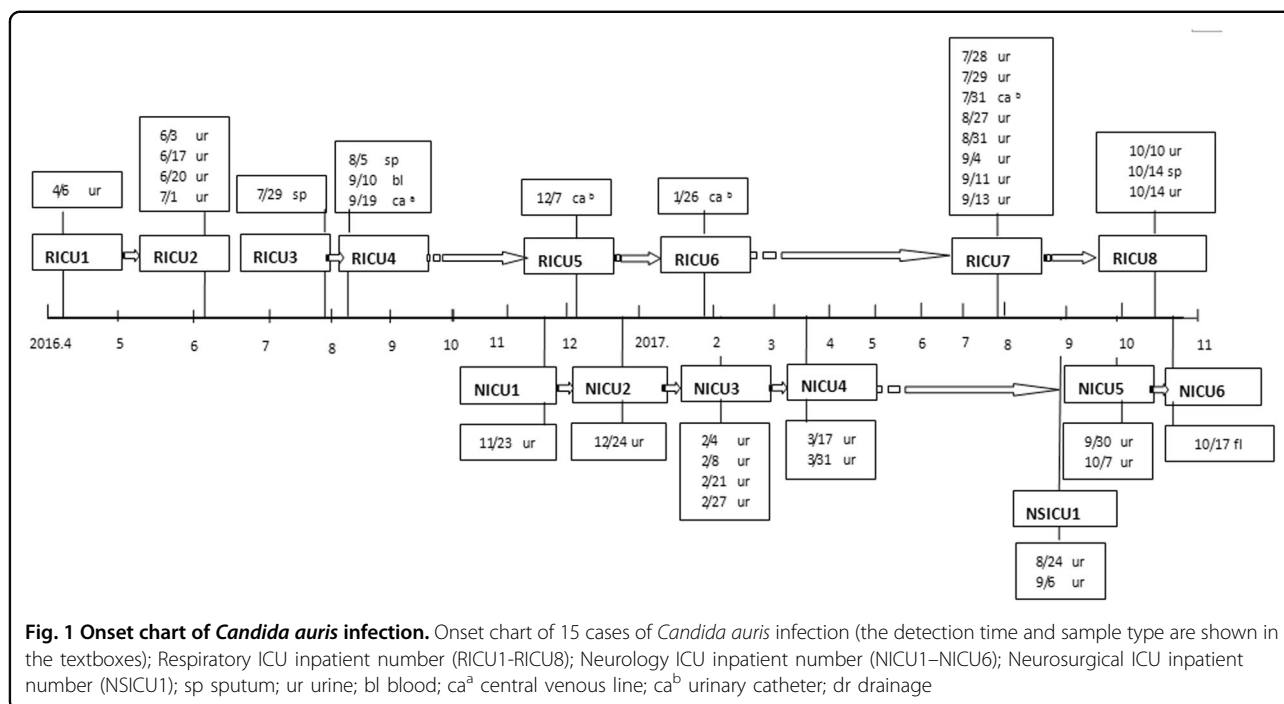 7/28 ur
7/29 ur
7/31 ca b
8/27 ur
8/31 ur
9/4 ur
9/11 ur
9/13 ur
6/3 ur
6/17 ur
6/20 ur
7/1 ur
8/5 sp
9/10 bl
9/19 ca a
10/10 ur
10/14 sp
10/14 ur
4/6 ur
7/29 sp
12/7 ca b
1/26 ca b
RICU1
RICU2
RICU3
RICU4
RICU5
RICU6
RICU7
RICU8
2016.4 5 6 7 8 9 10 11 12 2017. 2 3 4 5 6 7 8 9 10 11
NICU1
NICU2
NICU3
NICU4
NICU5
NICU6
11/23 ur
12/24 ur
2/4 ur
2/8 ur
2/21 ur
2/27 ur
3/17 ur
3/31 ur
9/30 ur
10/7 ur
10/17 fl
NSICU1
8/24 ur
9/6 ur
Fig. 1 Onset chart of Candida auris infection. Onset chart of 15 cases of Candida auris infection (the detection time and sample type are shown in
the textboxes); Respiratory ICU inpatient number (RICU1-RICU8); Neurology ICU inpatient number (NICU1–NICU6); Neurosurgical ICU inpatient
number (NSICU1); sp sputum; ur urine; bl blood; caᵃ central venous line; caᵇ urinary catheter; dr drainage